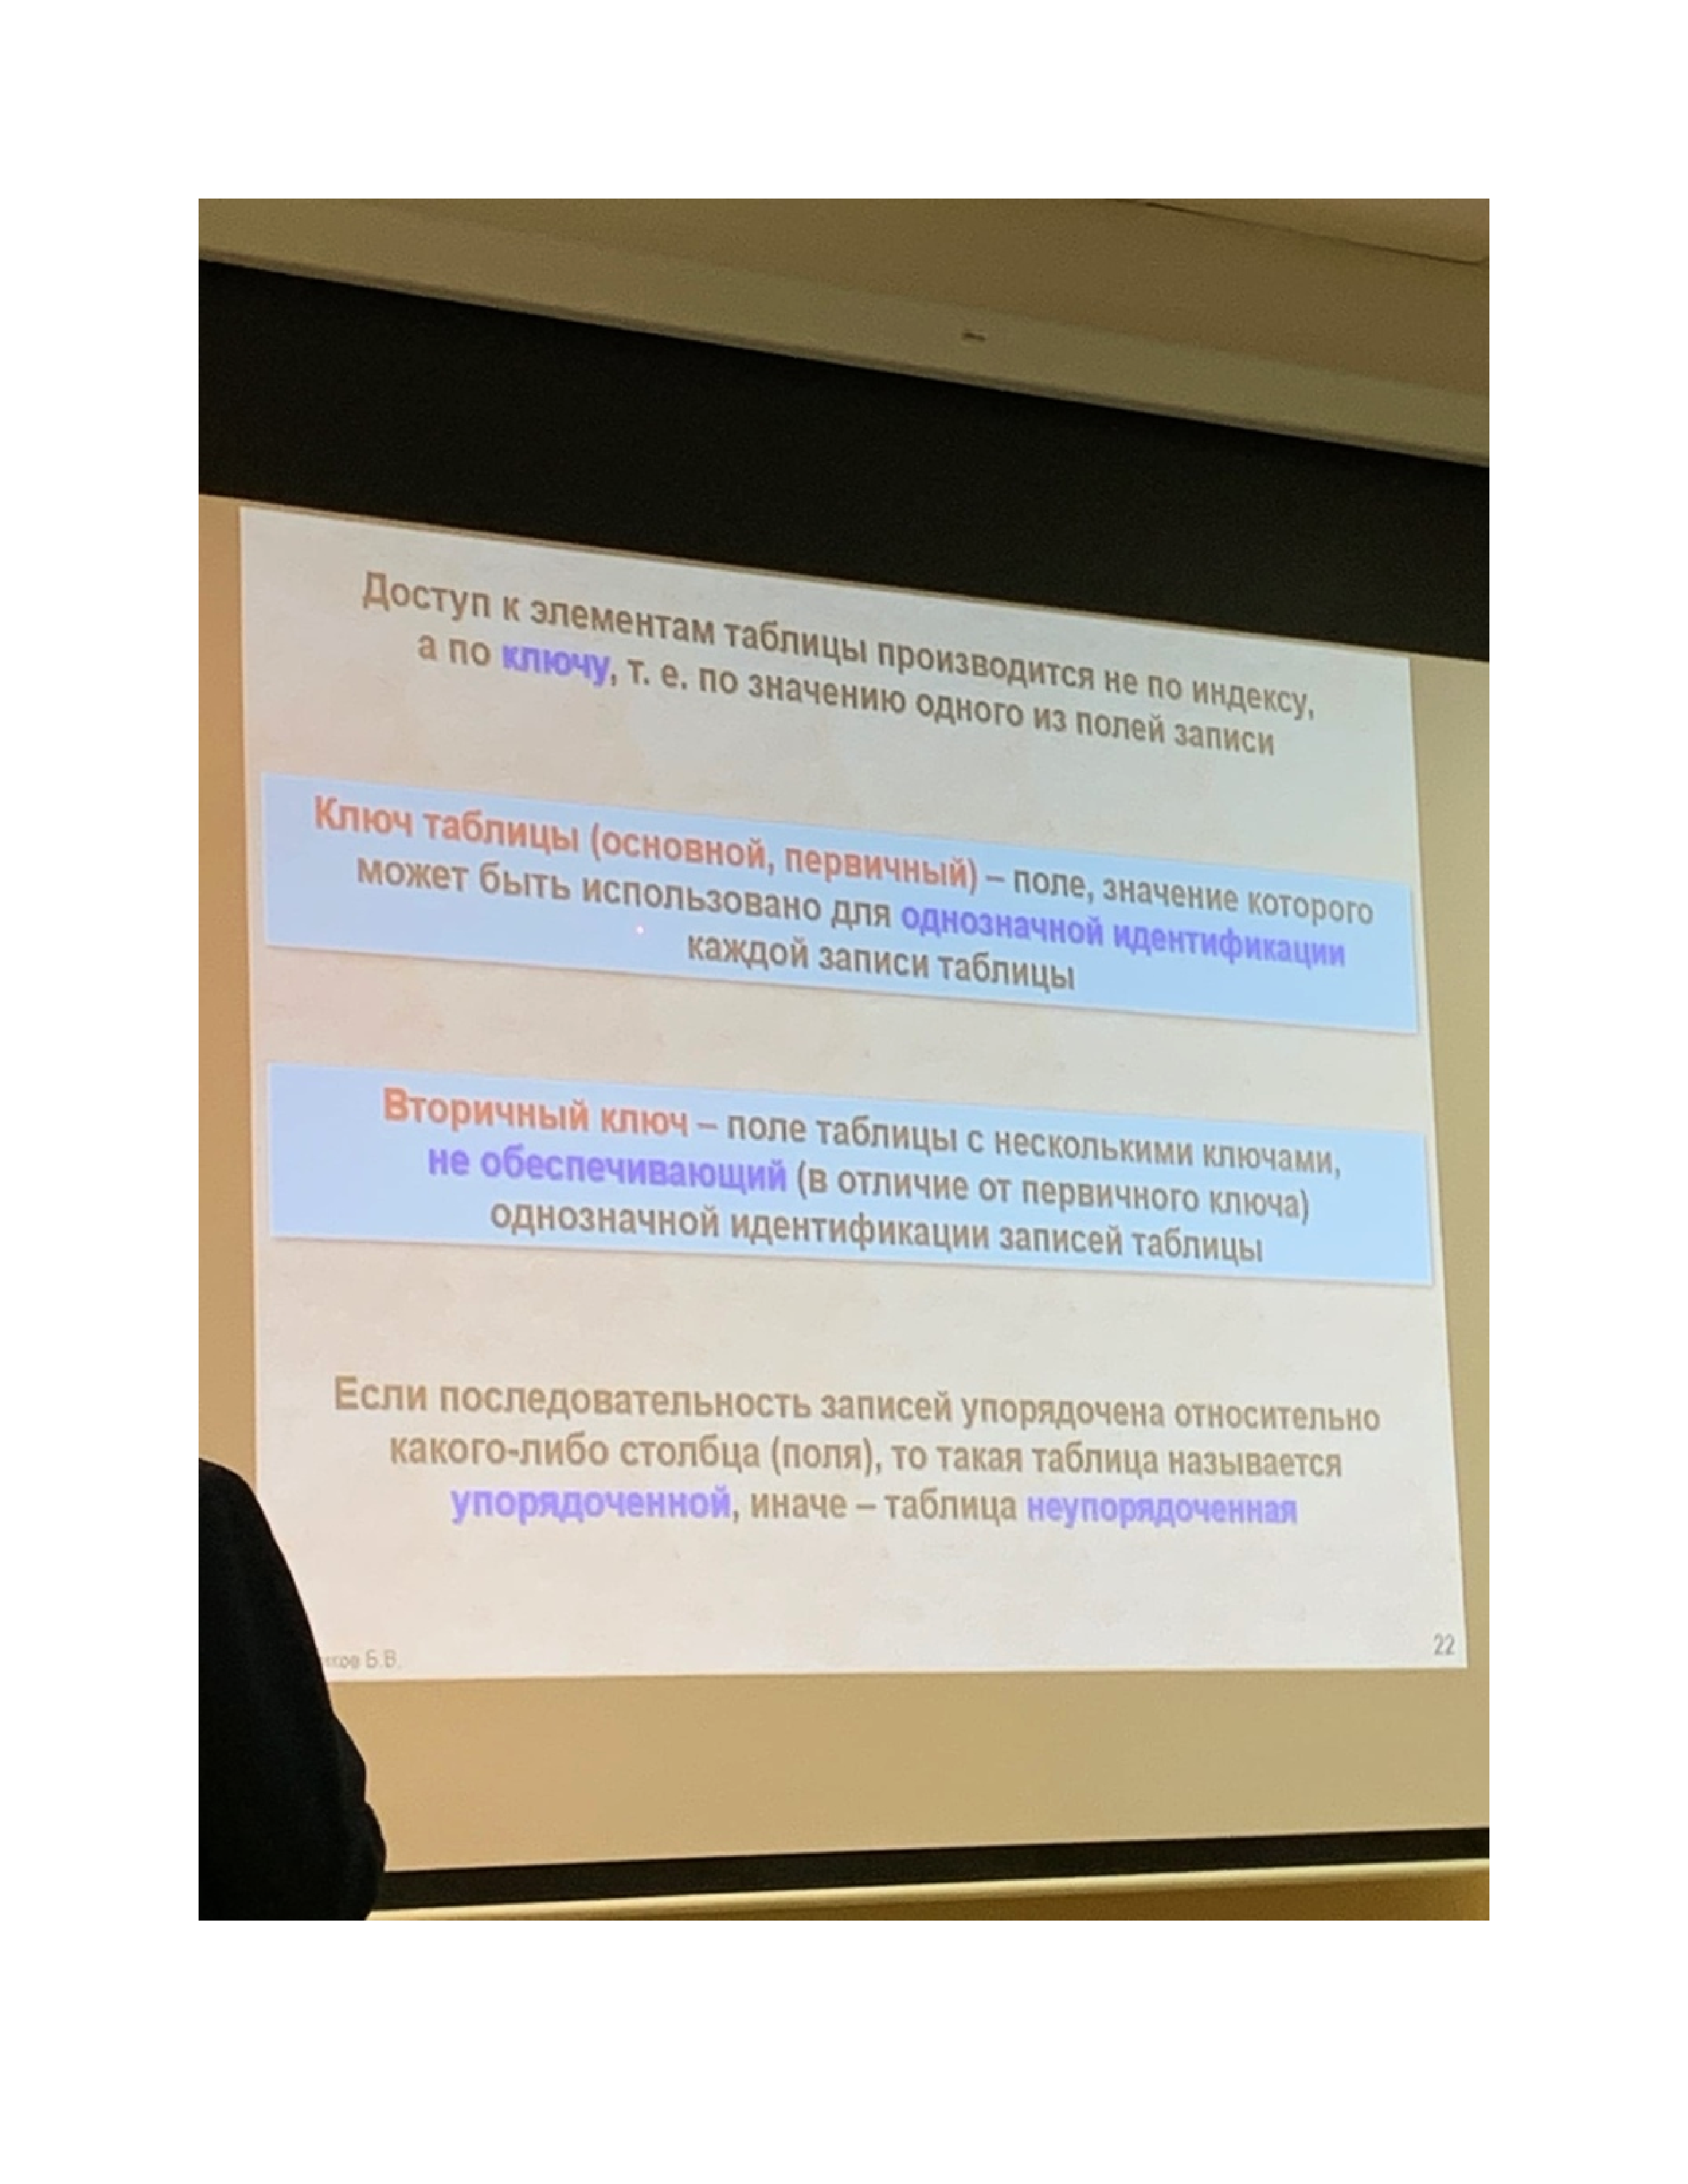 Доступ к элементам таблицы производится не по индексу,
а по ключу, т. е. по значению одного из полей записи
Ключ таблицы (основной, первичный) – поле, значение которого
может быть использовано для однозначной идентификации
каждой записи таблицы
Вторичный ключ – поле таблицы с несколькими ключами,
не обеспечивающий (в отличие от первичного ключа)
однозначной идентификации записей таблицы
Если последовательность записей упорядочена относительно
какого-либо столбца (поля), то такая таблица называется
упорядоченной, иначе – таблица неупорядоченная
Б.В.
22